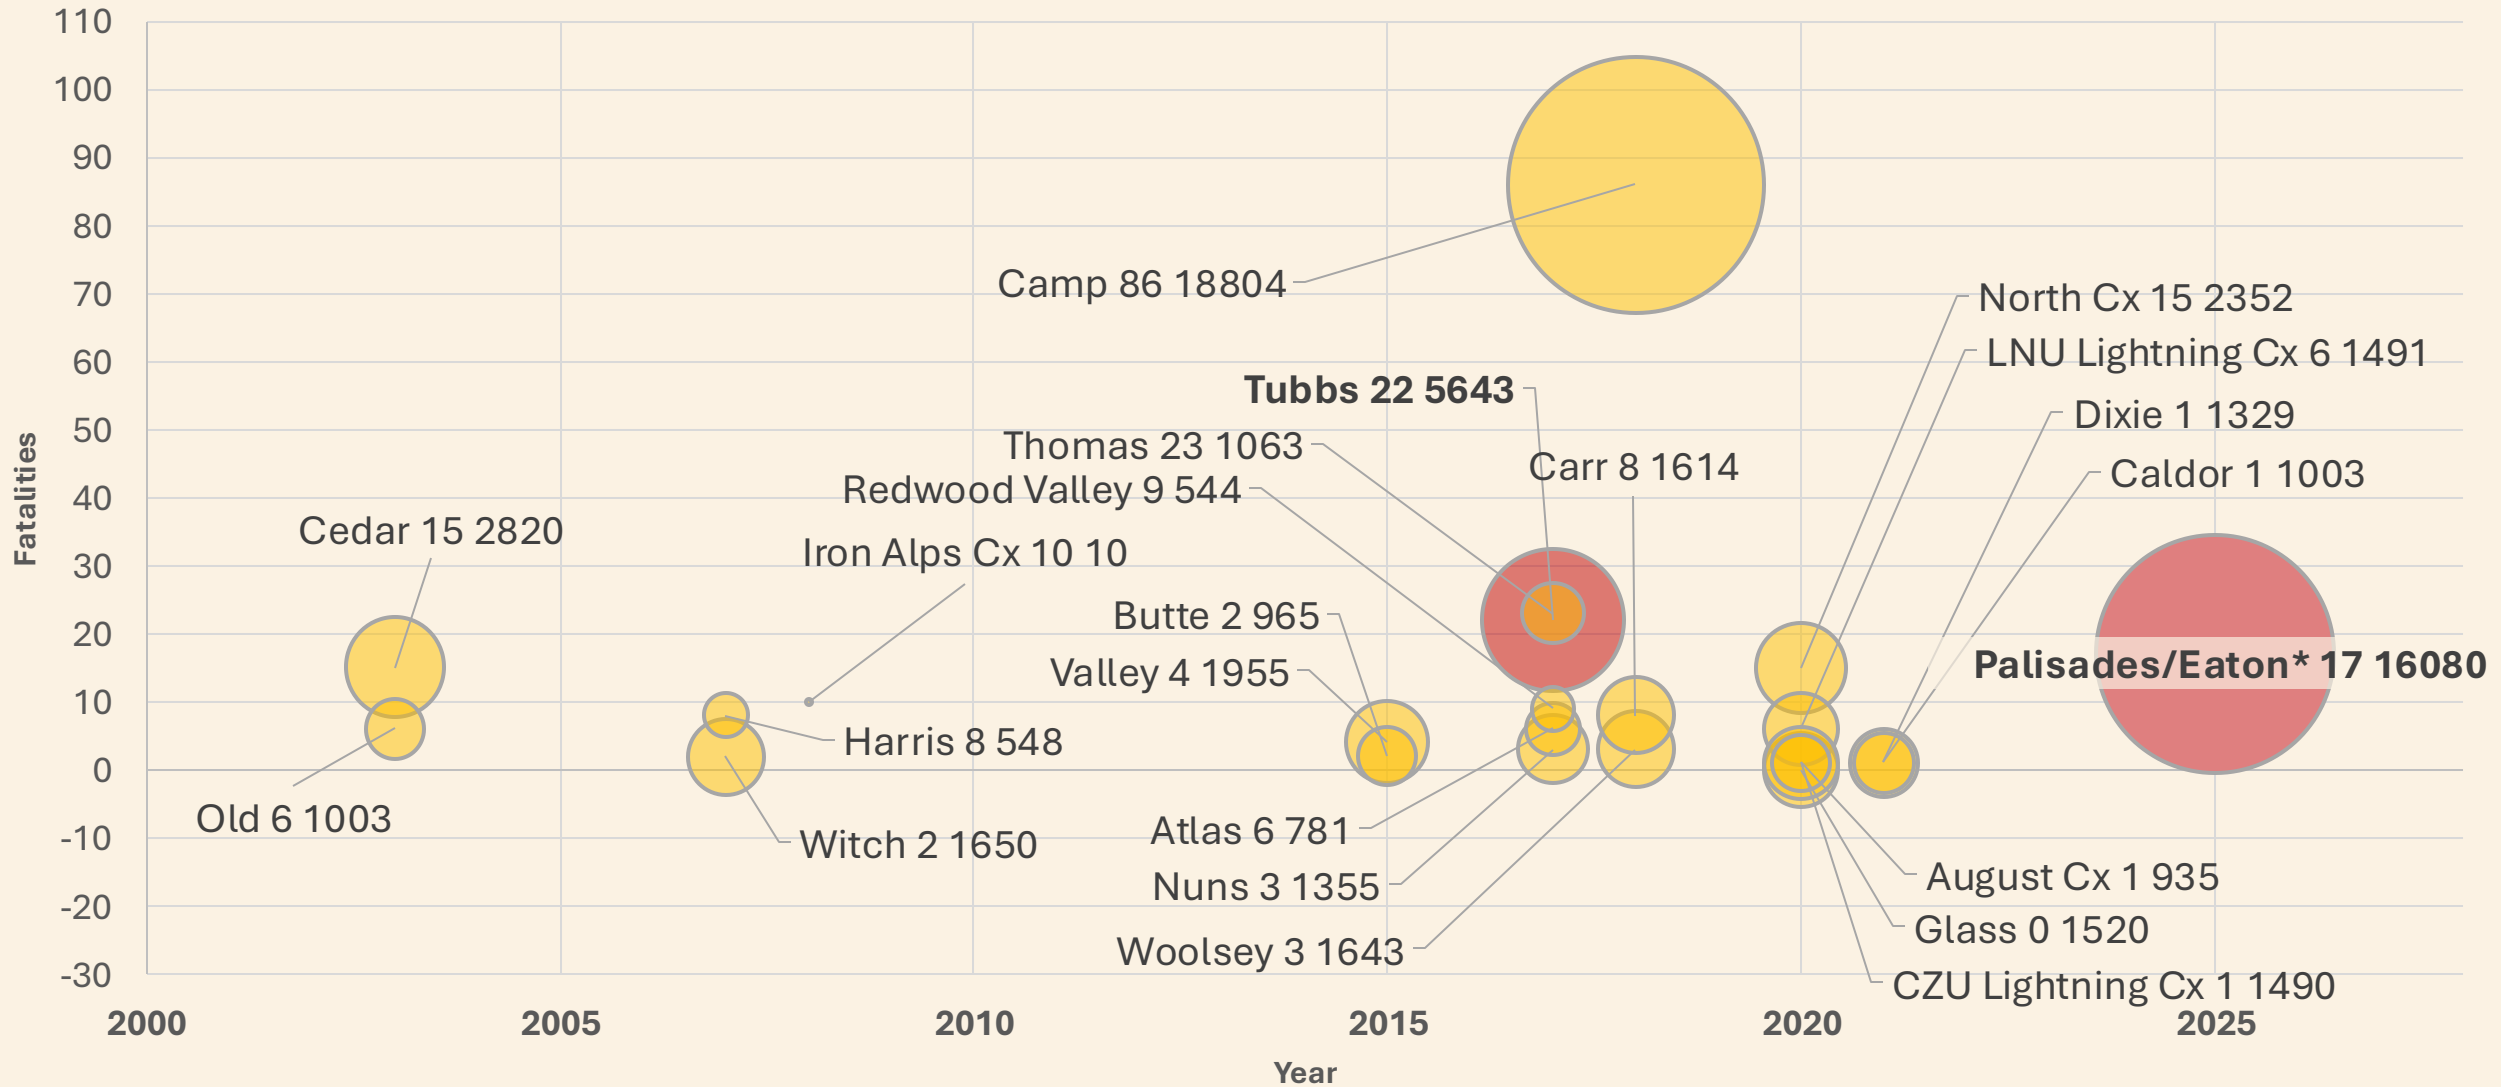 110
100
90
80
70
60
50
40
30
20
10
0
-10
-20
-30
Fatalities
Camp 86 18804
North Cx 15 2352
LNU Lightning Cx 6 1491
Tubbs 22 5643
Dixie 1 1329
Thomas 23 1063
Carr 8 1614
Caldor 1 1003
Redwood Valley 9 544
Cedar 15 2820
Iron Alps Cx 10 10
Butte 2 965
Valley 4 1955
Palisades/Eaton* 17 16080
Harris 8 548
Old 6 1003
Witch 2 1650
Atlas 6 781
Nuns 3 1355
August Cx 1 935
Glass 0 1520
Woolsey 3 1643
CZU Lightning Cx 1 1490
2000
2005
2010
2015
2020
2025
Year